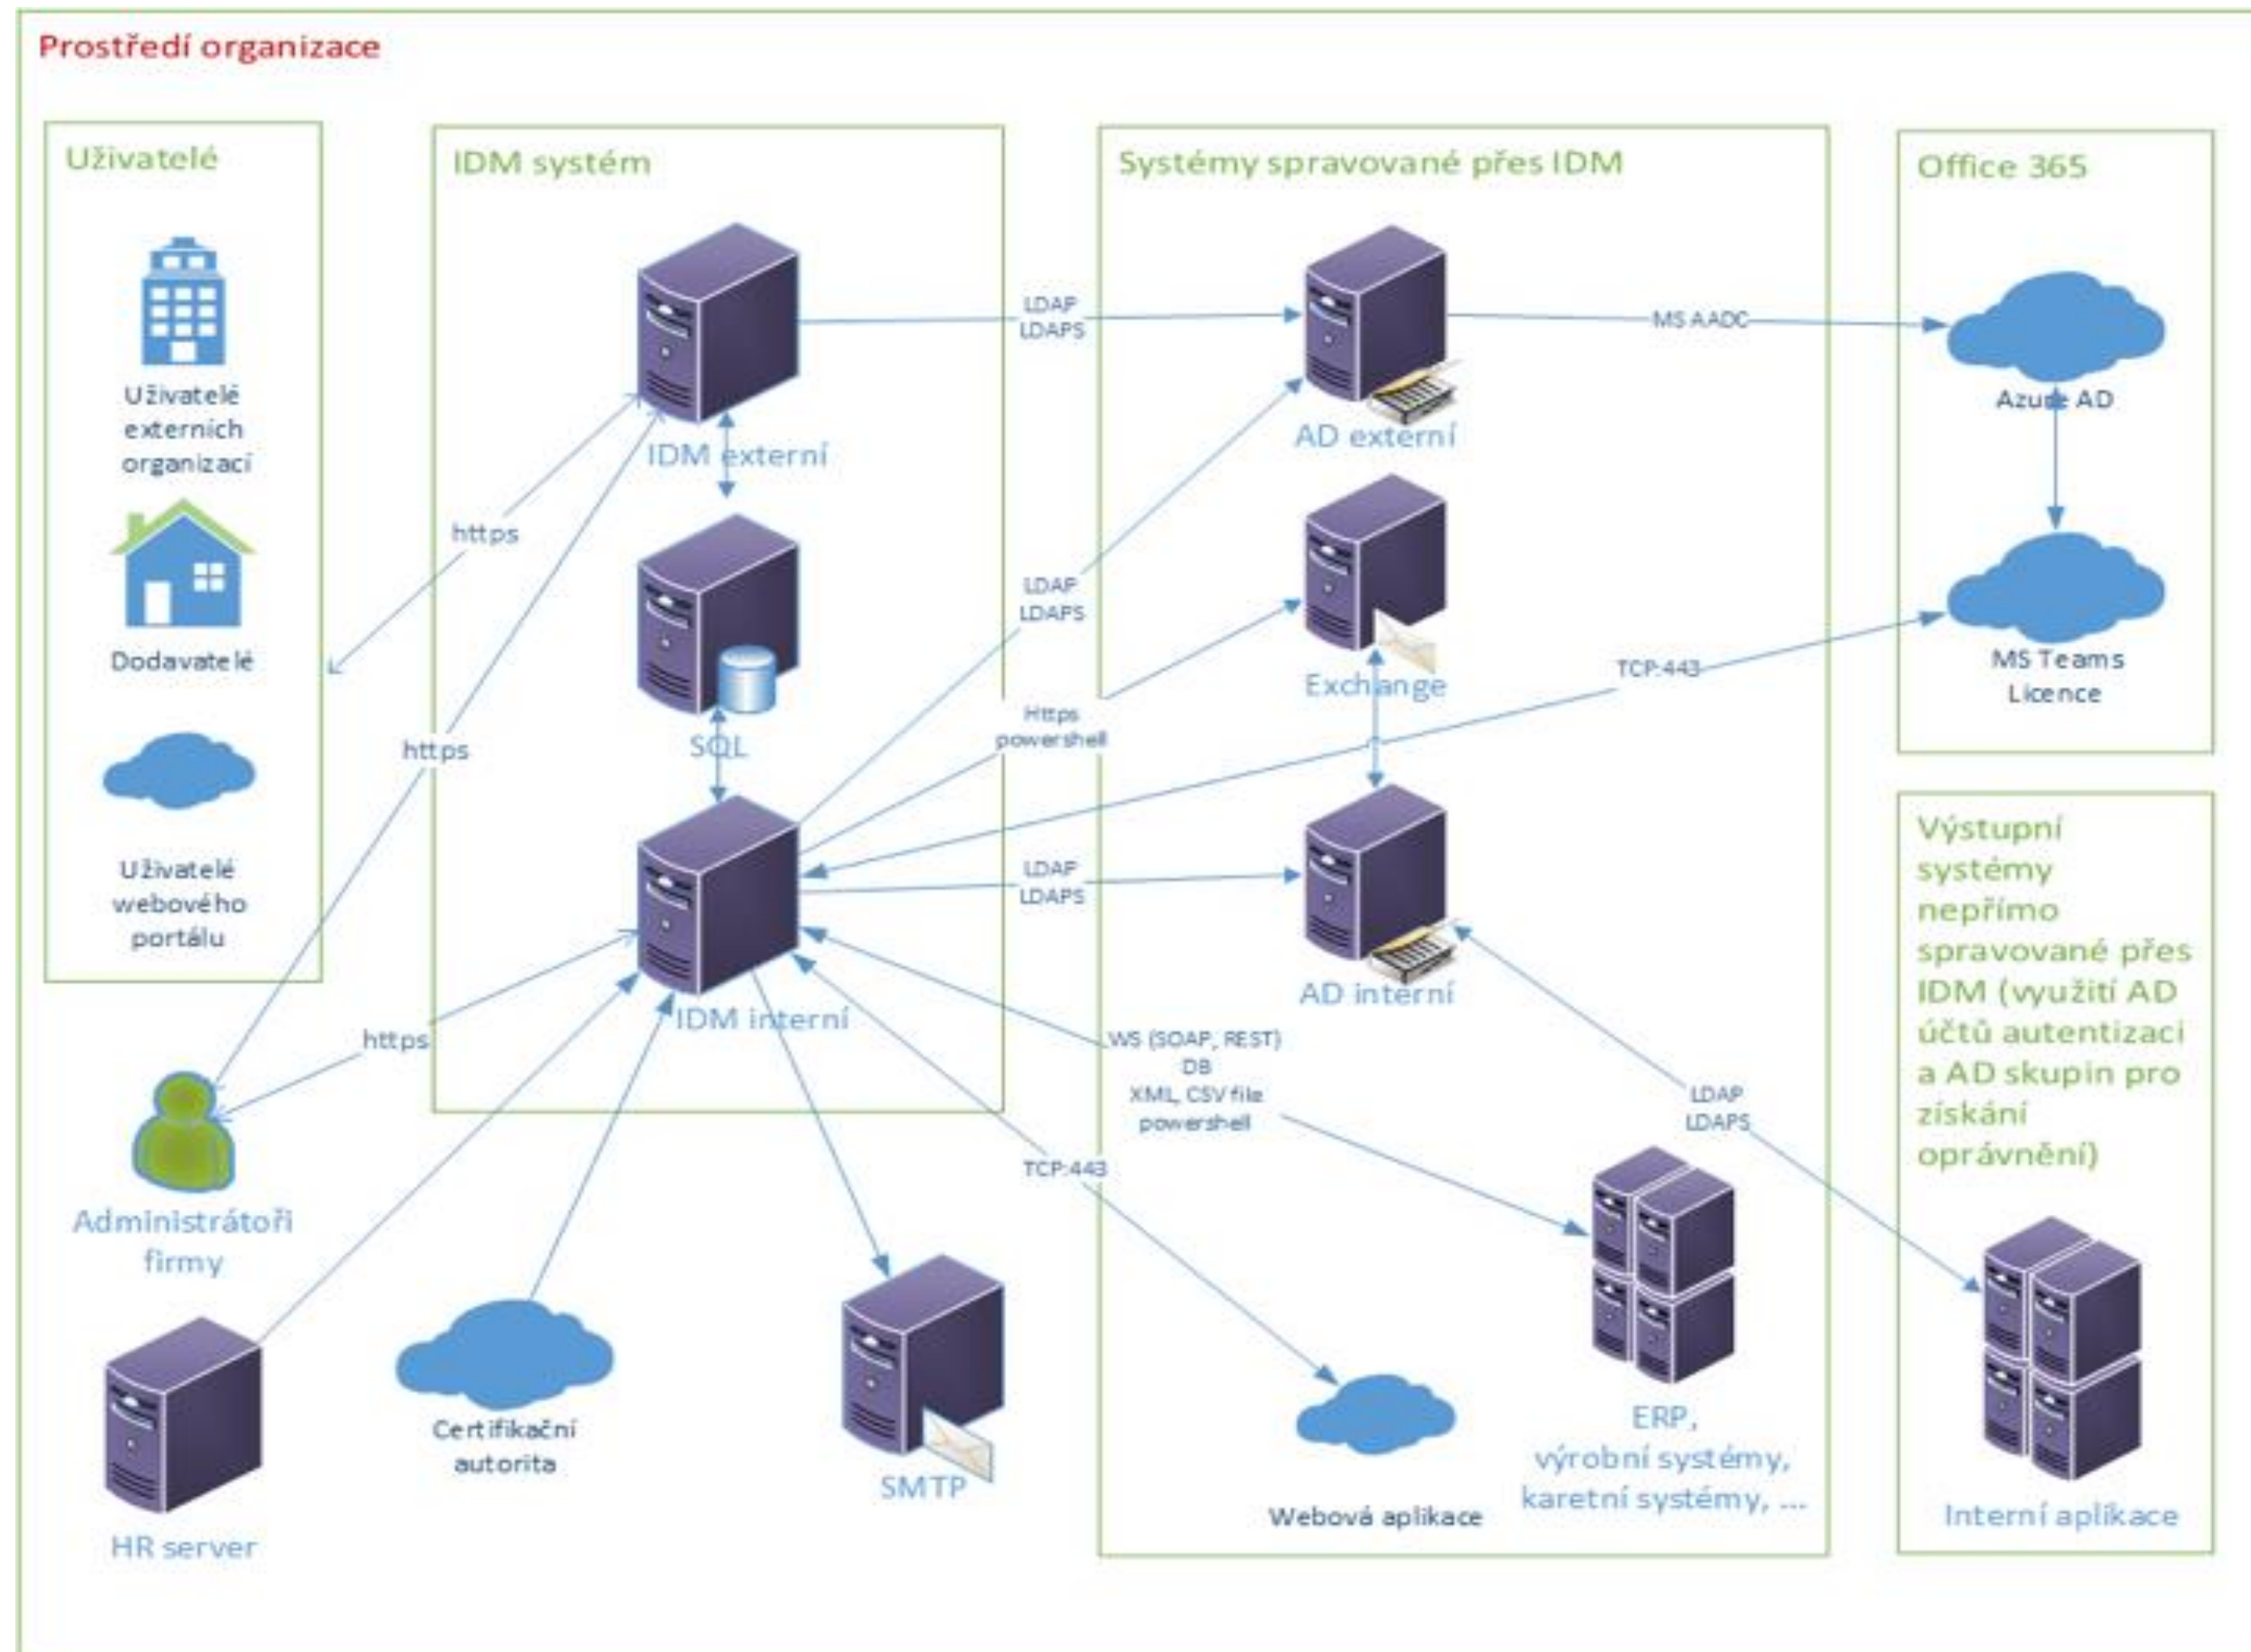 Prostředí organizace
Uživatelé
Uživatelé
externích
organizací
Dodavatelé
Uživatelé
webového
portálu
https
https
https
Administrátoři
firmy
HR server
Certifikační
autorita
SMTP
IDM systém
IDM externí
SQL
IDM interní
LDAP
LDAPS
LDAP
LDAPS
Https
powershell
LDAP
LDAPS
WS (SOAP, REST)
DB
XML, CSV file
powershell
TCP:443
Systémy spravované přes IDM
AD externí
Exchange
AD interní
MS AADC
TCP:443
LDAP
LDAPS
Webová aplikace
ERP,
výrobní systémy,
karetní systémy, ...
Office 365
Azure AD
MS Teams
Licence
Výstupní
systémy
nepřímo
spravované přes
IDM (využití AD
účtů autentizaci
a AD skupin pro
získání
oprávnění)
Interní aplikace